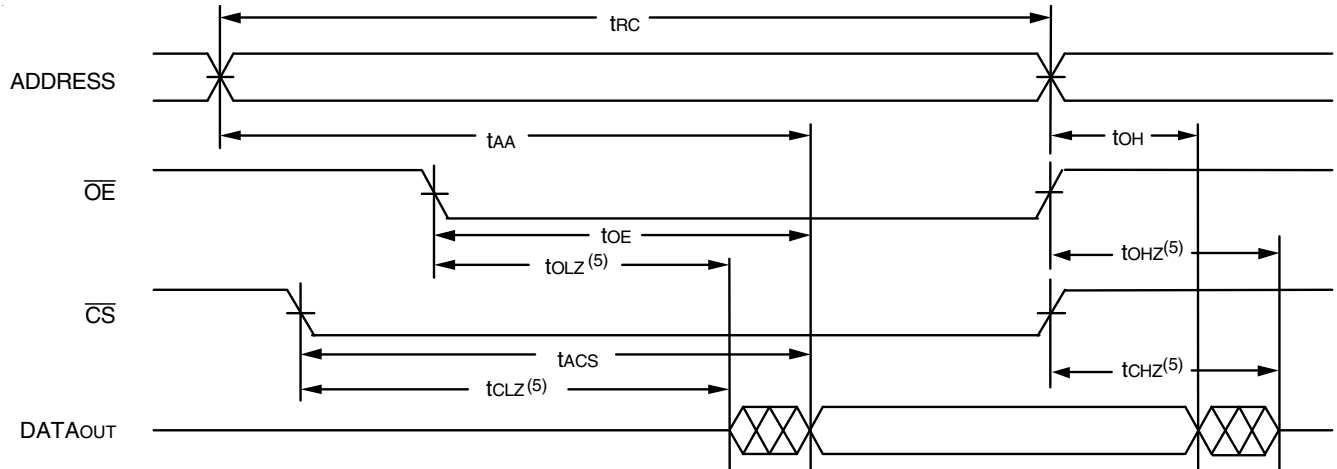 tRC
ADDRESS
tAA
tOH
OE
tOE
tOLZ(5)
tOHZ(5)
CS
tACS
tCLZ(5)
tCHZ(5)
DATAOUT